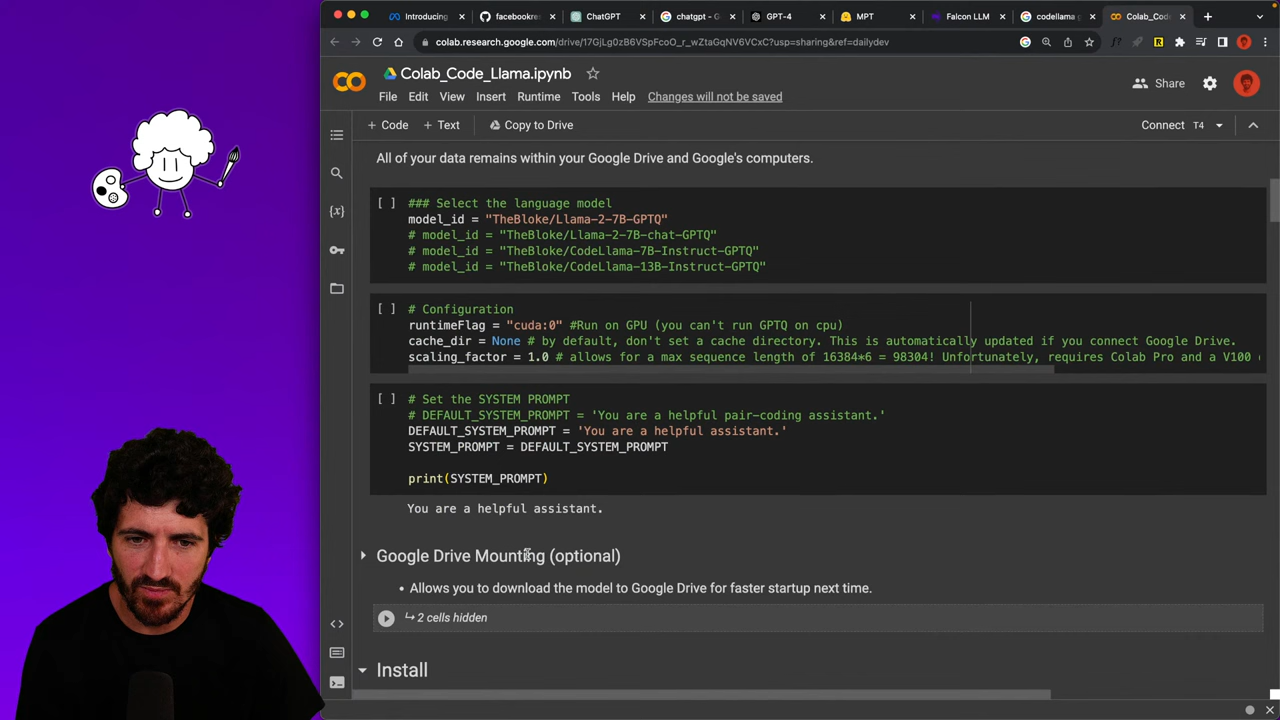 Introducing
facebookres
ChatGPT
chatgpt - G
GPT-4
MPT
Falcon LLM
codellama g
Colab_Code
colab.research.google.com/drive/17GjLg0zB6VSpFcoO_r_wZtaGqNV6VCxC?usp=sharing&ref=dailydev
Colab_Code_Llama.ipynb
Share
File Edit View Insert Runtime Tools Help Changes will not be saved
+ Code + Text Copy to Drive
Connect T4
All of your data remains within your Google Drive and Google's computers.
[ ] ### Select the language model
model_id = "TheBloke/Llama-2-7B-GPTQ"
# model_id = "TheBloke/Llama-2-7B-chat-GPTQ"
# model_id = "TheBloke/CodeLlama-7B-Instruct-GPTQ"
# model_id = "TheBloke/CodeLlama-13B-Instruct-GPTQ"
[ ] # Configuration
runtimeFlag = "cuda:0" #Run on GPU (you can't run GPTQ on cpu)
cache_dir = None # by default, don't set a cache directory. This is automatically updated if you connect Google Drive.
scaling_factor = 1.0 # allows for a max sequence length of 16384*6 = 98304! Unfortunately, requires Colab Pro and a V100
[ ] # Set the SYSTEM PROMPT
# DEFAULT_SYSTEM_PROMPT = 'You are a helpful pair-coding assistant.'
DEFAULT_SYSTEM_PROMPT = 'You are a helpful assistant.'
SYSTEM_PROMPT = DEFAULT_SYSTEM_PROMPT
print(SYSTEM_PROMPT)
You are a helpful assistant.
Google Drive Mounting (optional)
• Allows you to download the model to Google Drive for faster startup next time.
2 cells hidden
Install